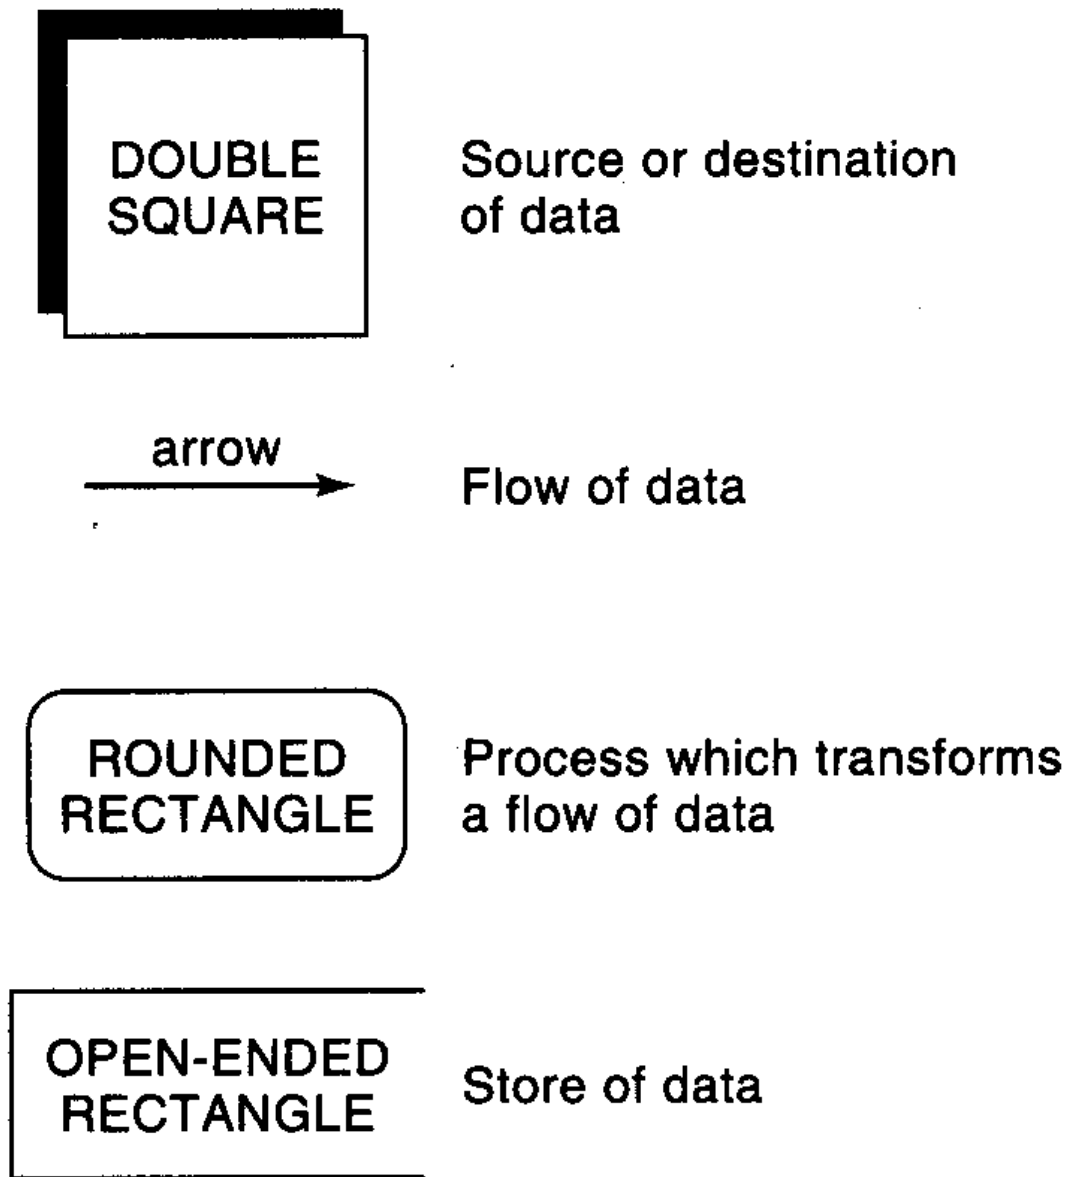 DOUBLE
SQUARE
Source or destination
of data
arrow
Flow of data
ROUNDED
RECTANGLE
Process which transforms
a flow of data
OPEN-ENDED
RECTANGLE
Store of data